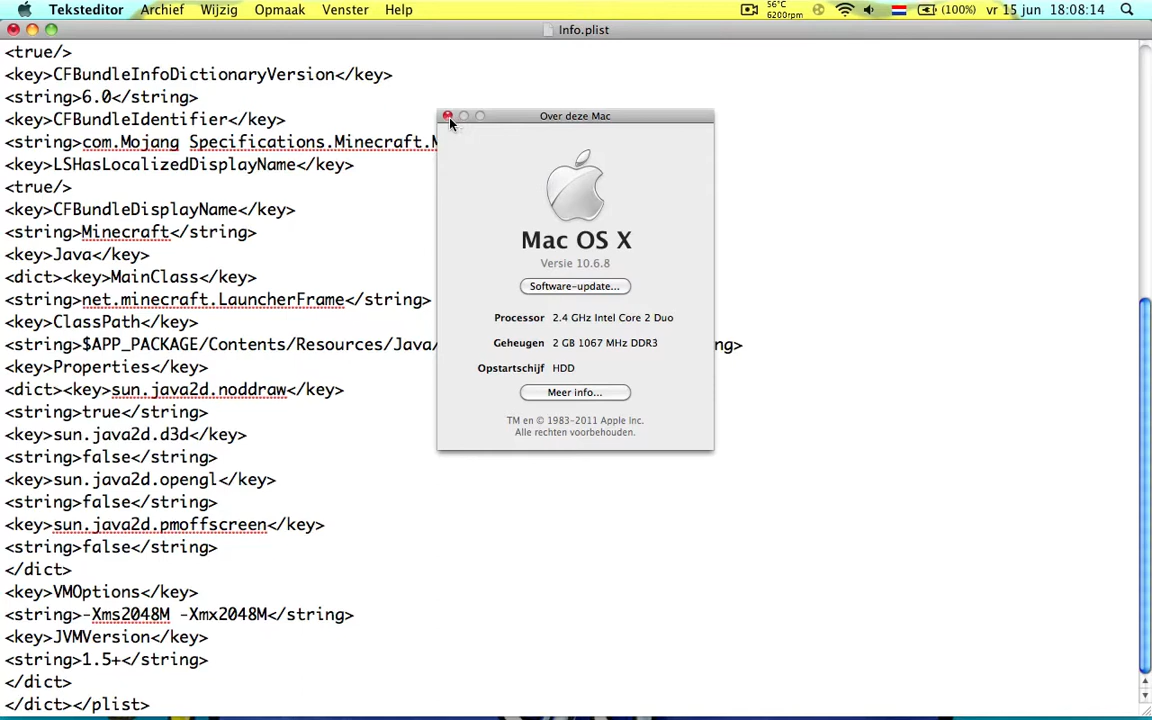 Teksteditor Archief Wijzig Opmaak Venster Help 56°C 6200rpm (100%) vr 15 jun 18:08:14
Info.plist
<true/>
<key>CFBundleInfoDictionaryVersion</key>
<string>6.0</string>
<key>CFBundleIdentifier</key>
<string>com.Mojang Specifications.Minecraft.M
<key>LSHasLocalizedDisplayName</key>
<true/>
<key>CFBundleDisplayName</key>
<string>Minecraft</string>
<key>Java</key>
<dict><key>MainClass</key>
<string>net.minecraft.LauncherFrame</string>
<key>ClassPath</key>
<string>$APP_PACKAGE/Contents/Resources/Java/ ng>
<key>Properties</key>
<dict><key>sun.java2d.noddraw</key>
<string>true</string>
<key>sun.java2d.d3d</key>
<string>false</string>
<key>sun.java2d.opengl</key>
<string>false</string>
<key>sun.java2d.pmoffscreen</key>
<string>false</string>
</dict>
<key>VMOptions</key>
<string>-Xms2048M -Xmx2048M</string>
<key>JVMVersion</key>
<string>1.5+</string>
</dict>
</dict></plist>
Over deze Mac
Mac OS X
Versie 10.6.8
Software-update...
Processor 2.4 GHz Intel Core 2 Duo
Geheugen 2 GB 1067 MHz DDR3
Opstartschijf HDD
Meer info...
TM en © 1983-2011 Apple Inc.
Alle rechten voorbehouden.